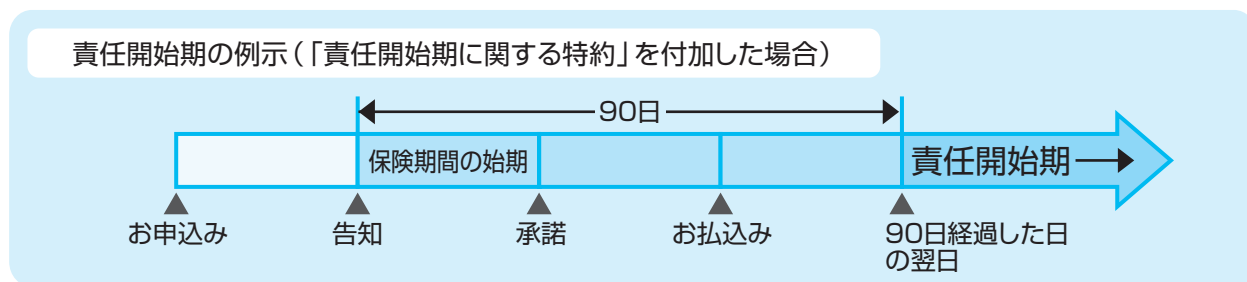 責任開始期の例示(「責任開始期に関する特約」を付加した場合)
90日
保険期間の始期
責任開始期
お申込み
告知
承諾
お払込み
90日経過した日
の翌日